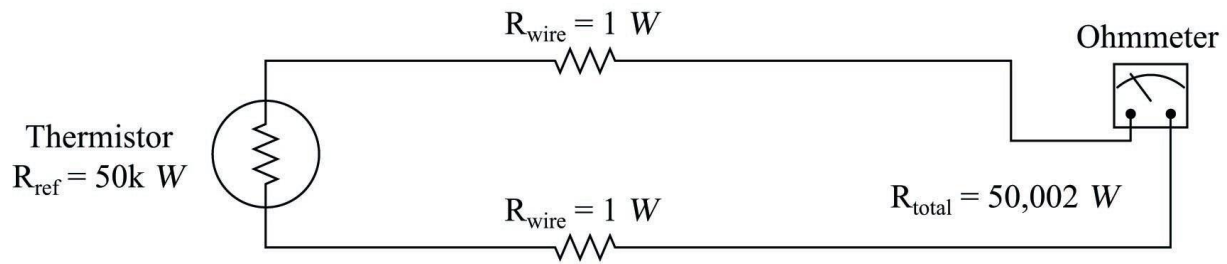 R_wire = 1 W
Ohmmeter
Thermistor
R_ref = 50k W
R_wire = 1 W
R_total = 50,002 W